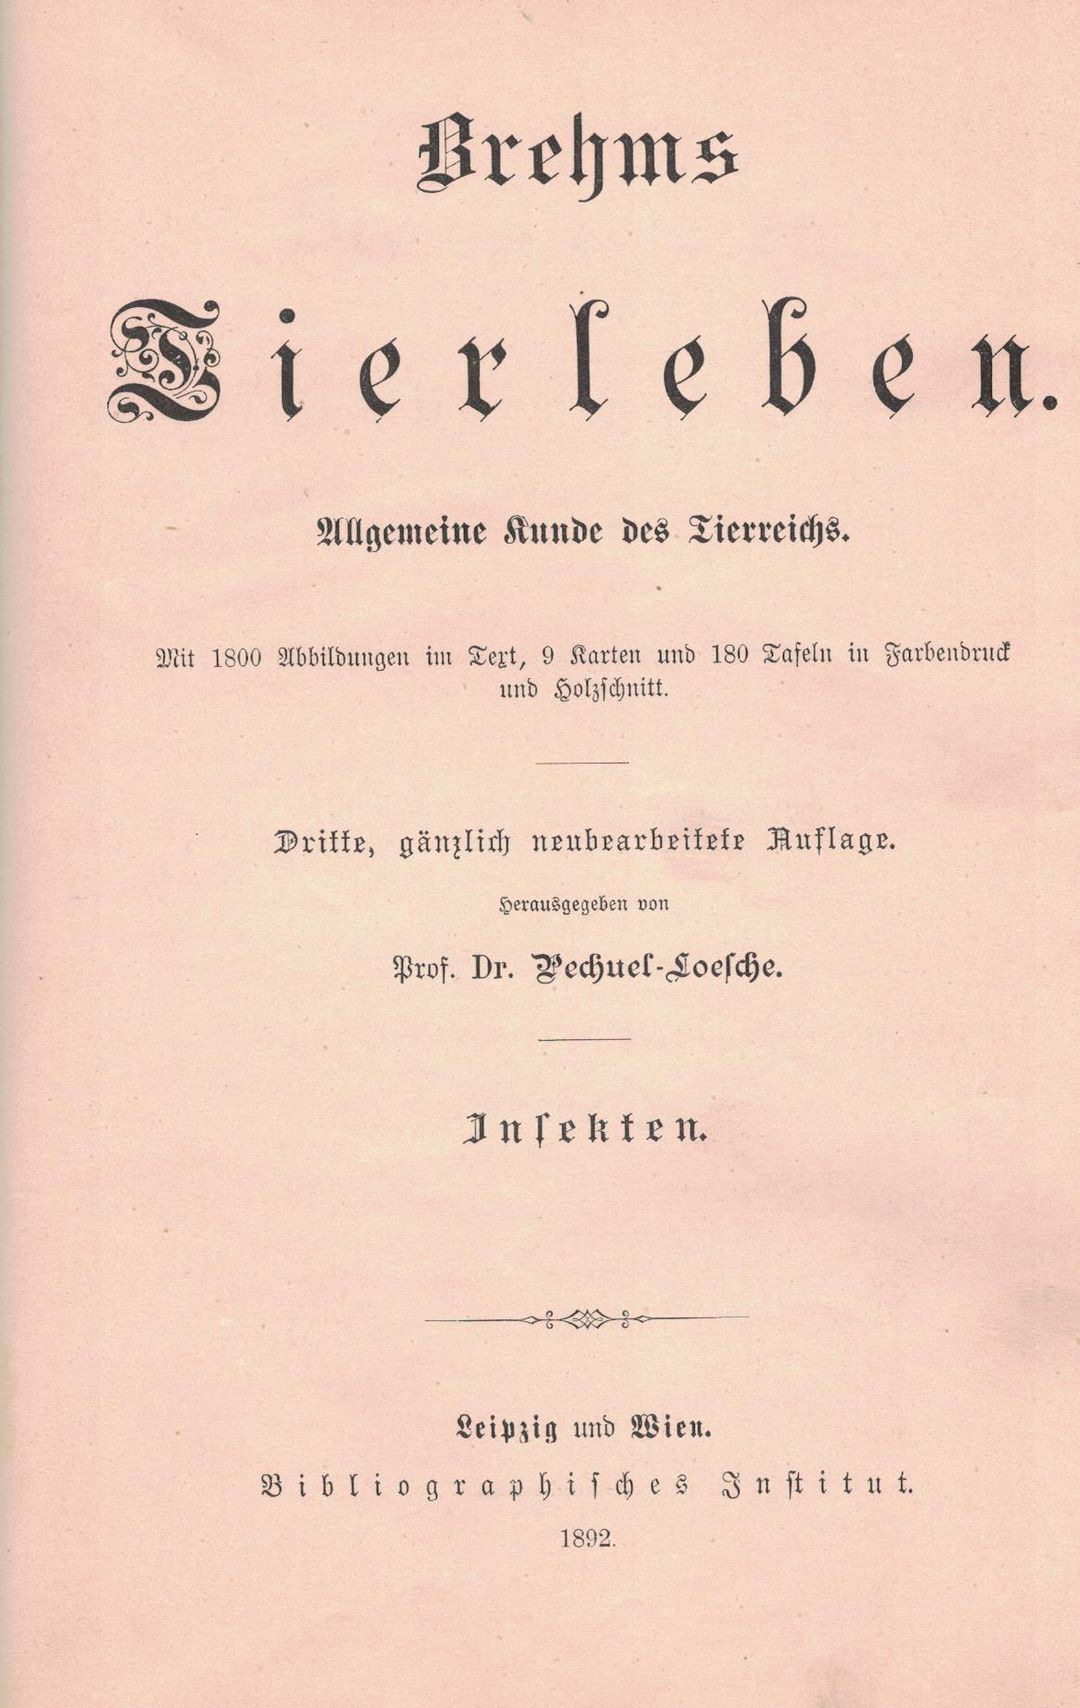 Brehms
Tierleben.
Allgemeine Kunde des Tierreichs.
Mit 1800 Abbildungen im Text, 9 Karten und 180 Tafeln in Farbendruck
und Holzschnitt.
Dritte, gänzlich neubearbeitete Auflage.
Herausgegeben von
Prof. Dr. Pechuel-Loesche.
Insekten.
Leipzig und Wien.
Bibliographisches Institut.
1892.